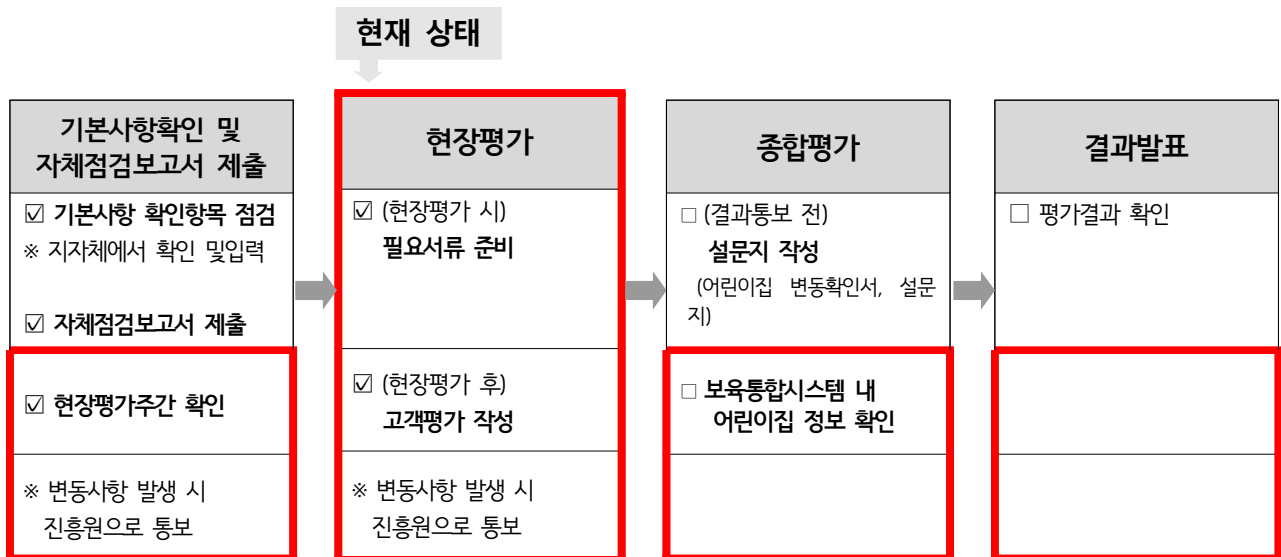 현재 상태
기본사항확인 및
자체점검보고서 제출
☑ 기본사항 확인항목 점검
※ 지자체에서 확인 및입력
☑ 자체점검보고서 제출
☑ 현장평가주간 확인
※ 변동사항 발생 시
진흥원으로 통보
현장평가
☑ (현장평가 시)
필요서류 준비
☑ (현장평가 후)
고객평가 작성
※ 변동사항 발생 시
진흥원으로 통보
종합평가
□ (결과통보 전)
설문지 작성
(어린이집 변동확인서, 설문
지)
□ 보육통합시스템 내
어린이집 정보 확인
결과발표
□ 평가결과 확인